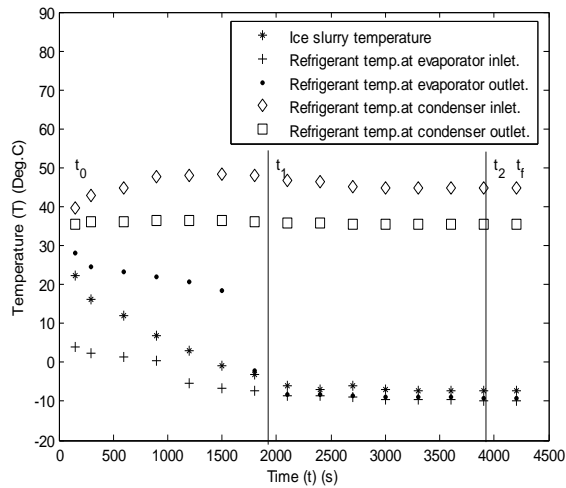 90
80
70
60
50
40
30
20
10
0
-10
-20
Temperature (T) (Deg.C)
Ice slurry temperature
Refrigerant temp.at evaporator inlet.
Refrigerant temp.at evaporator outlet.
Refrigerant temp.at condenser inlet.
Refrigerant temp.at condenser outlet.
t0
t1
t2 tf
0 500 1000 1500 2000 2500 3000 3500 4000 4500
Time (t) (s)